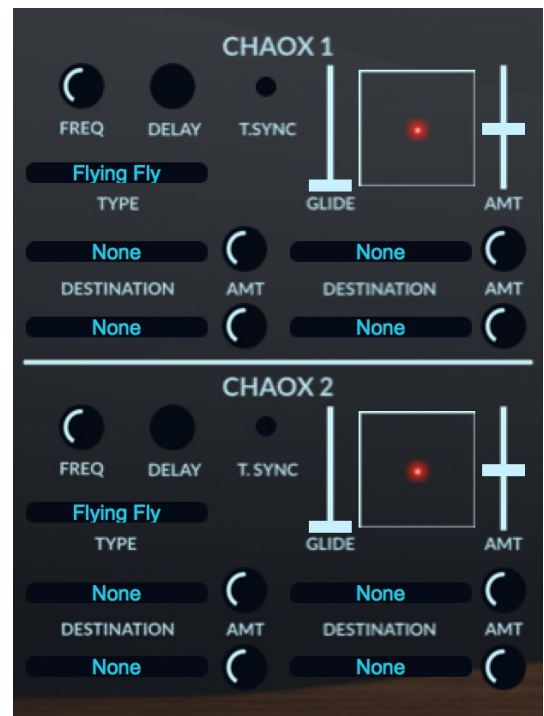 CHAOX 1
FREQ DELAY T.SYNC
Flying Fly
TYPE GLIDE AMT
None None
DESTINATION AMT DESTINATION AMT
None None
CHAOX 2
FREQ DELAY T. SYNC
Flying Fly
TYPE GLIDE AMT
None None
DESTINATION AMT DESTINATION AMT
None None